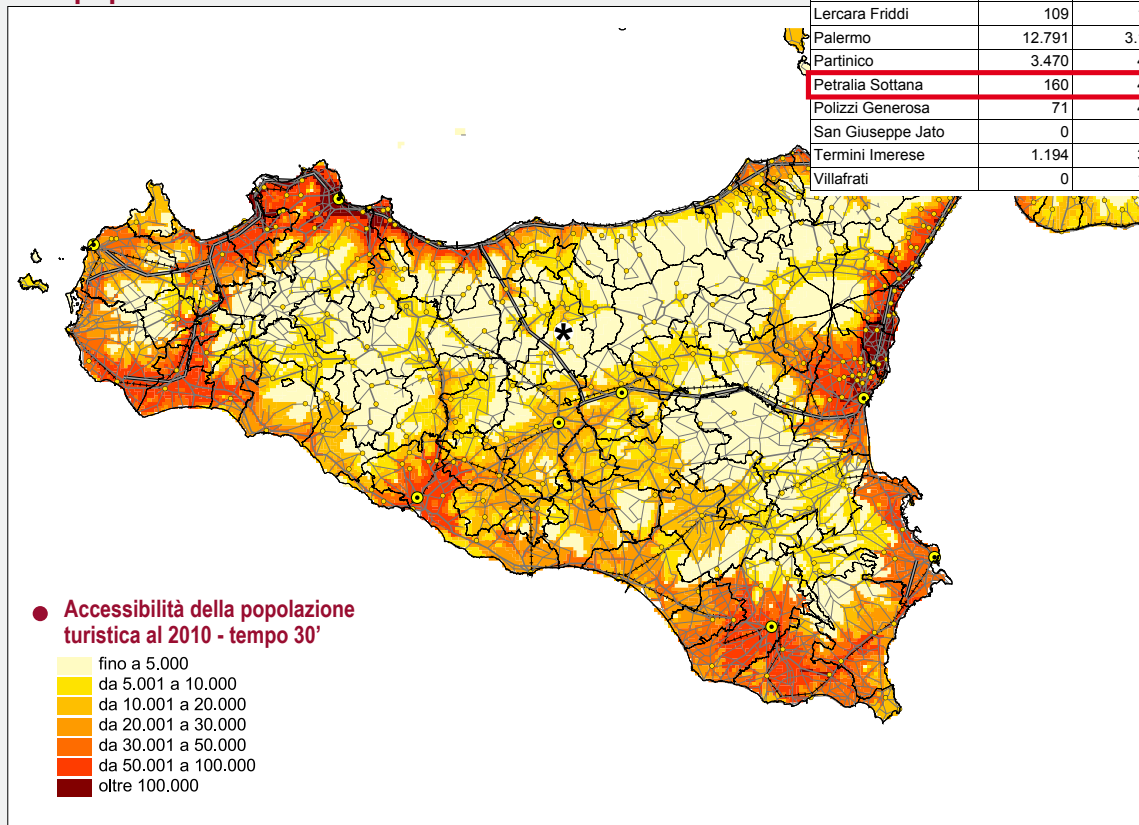 Lercara Friddi 109
Palermo 12.791 3.
Partinico 3.470
Petralia Sottana 160
Polizzi Generosa 71
San Giuseppe Jato 0
Termini Imerese 1.194
Villafrati 0
*
Accessibilità della popolazione
turistica al 2010 - tempo 30’
fino a 5.000
da 5.001 a 10.000
da 10.001 a 20.000
da 20.001 a 30.000
da 30.001 a 50.000
da 50.001 a 100.000
oltre 100.000